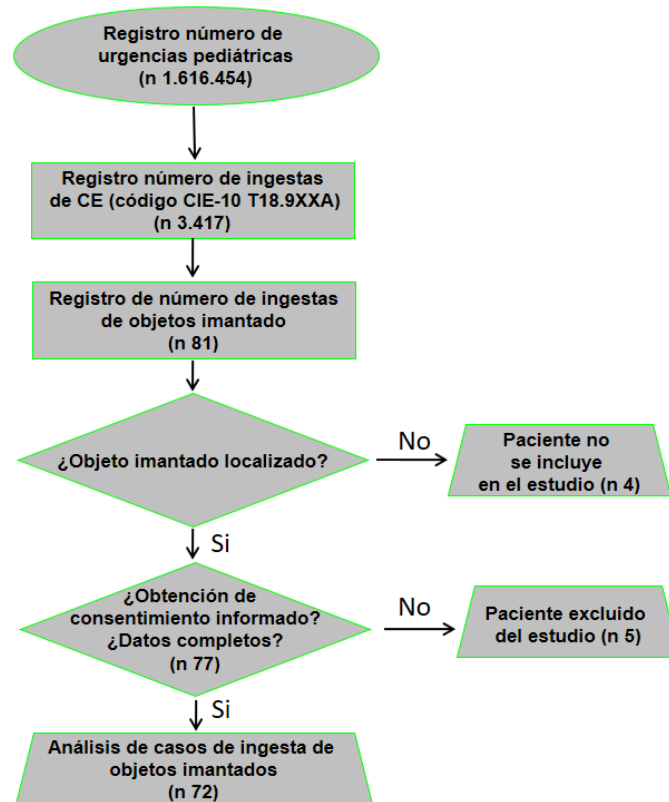 Registro número de
urgencias pediátricas
(n 1.616.454)
Registro número de ingestas
de CE (código CIE-10 T18.9XXA)
(n 3.417)
Registro de número de ingestas
de objetos imantado
(n 81)
¿Objeto imantado localizado?
No
Paciente no
se incluye
en el estudio (n 4)
Si
¿Obtención de
consentimiento informado?
¿Datos completos?
(n 77)
No
Paciente excluido
del estudio (n 5)
Si
Análisis de casos de ingesta de
objetos imantados
(n 72)